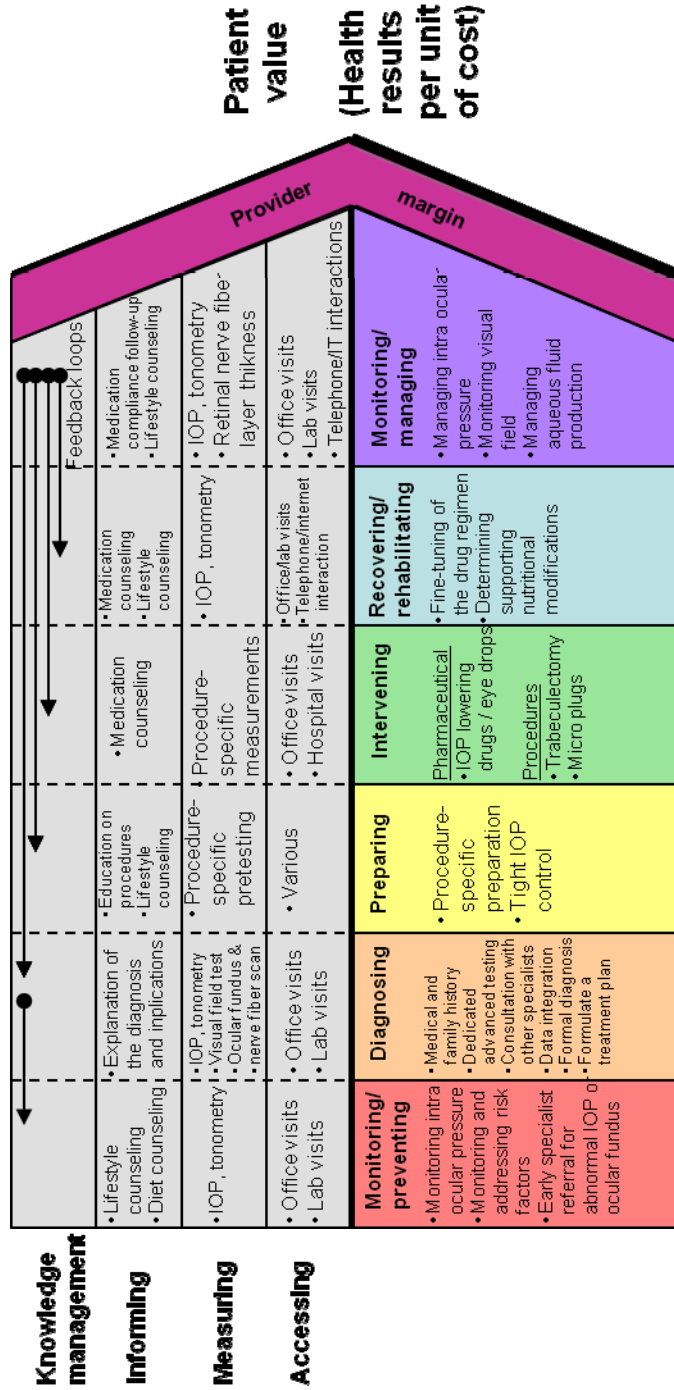 Knowledge
management
Feedback loops
Informing
• Lifestyle
counseling
• Diet counseling
• Explanation of
the diagnosis
and implications
• Education on
procedures
• Lifestyle
counseling
• Medication
counseling
• Medication
counseling
• Lifestyle
counseling
• Medication
compliance follow-up
• Lifestyle counseling
Measuring
• IOP, tonometry
• IOP, tonometry
• Visual field test
• Ocular fundus &
• nerve fiber scan
• Procedure-
specific
pretesting
• Procedure-
specific
measurements
• IOP, tonometry
• IOP, tonometry
• Retinal nerve fiber
layer thikness
Accessing
• Office visits
• Lab visits
• Office visits
• Lab visits
• Various
• Office visits
• Hospital visits
• Office/lab visits
• Telephone/internet
interaction
• Office visits
• Lab visits
Telephone/IT interactions
Monitoring/
preventing
• Monitoring intra
ocular pressure
• Monitoring and
addressing risk
factors
• Early specialist
referral for
abnormal IOP o
ocular fundus
Diagnosing
• Medical and
family history
• Dedicated
advanced testing
• Consultation with
other specialists
• Data integration
• Formal diagnosis
• Formulate a
treatment plan
Preparing
• Procedure-
specific
preparation
• Tight IOP
control
Intervening
Pharmaceutical
• IOP lowering
drugs / eye drops
Procedures
• Trabeculectomy
• Micro plugs
Recovering/
rehabilitating
• Fine-tuning of
the drug regimen
• Determining
supporting
nutritional
modifications
Monitoring/
managing
• Managing intra ocular
pressure
• Monitoring visual
field
• Managing
aqueous fluid
production
Provider
margin
Patient
value
(Health
results
per unit
of cost)